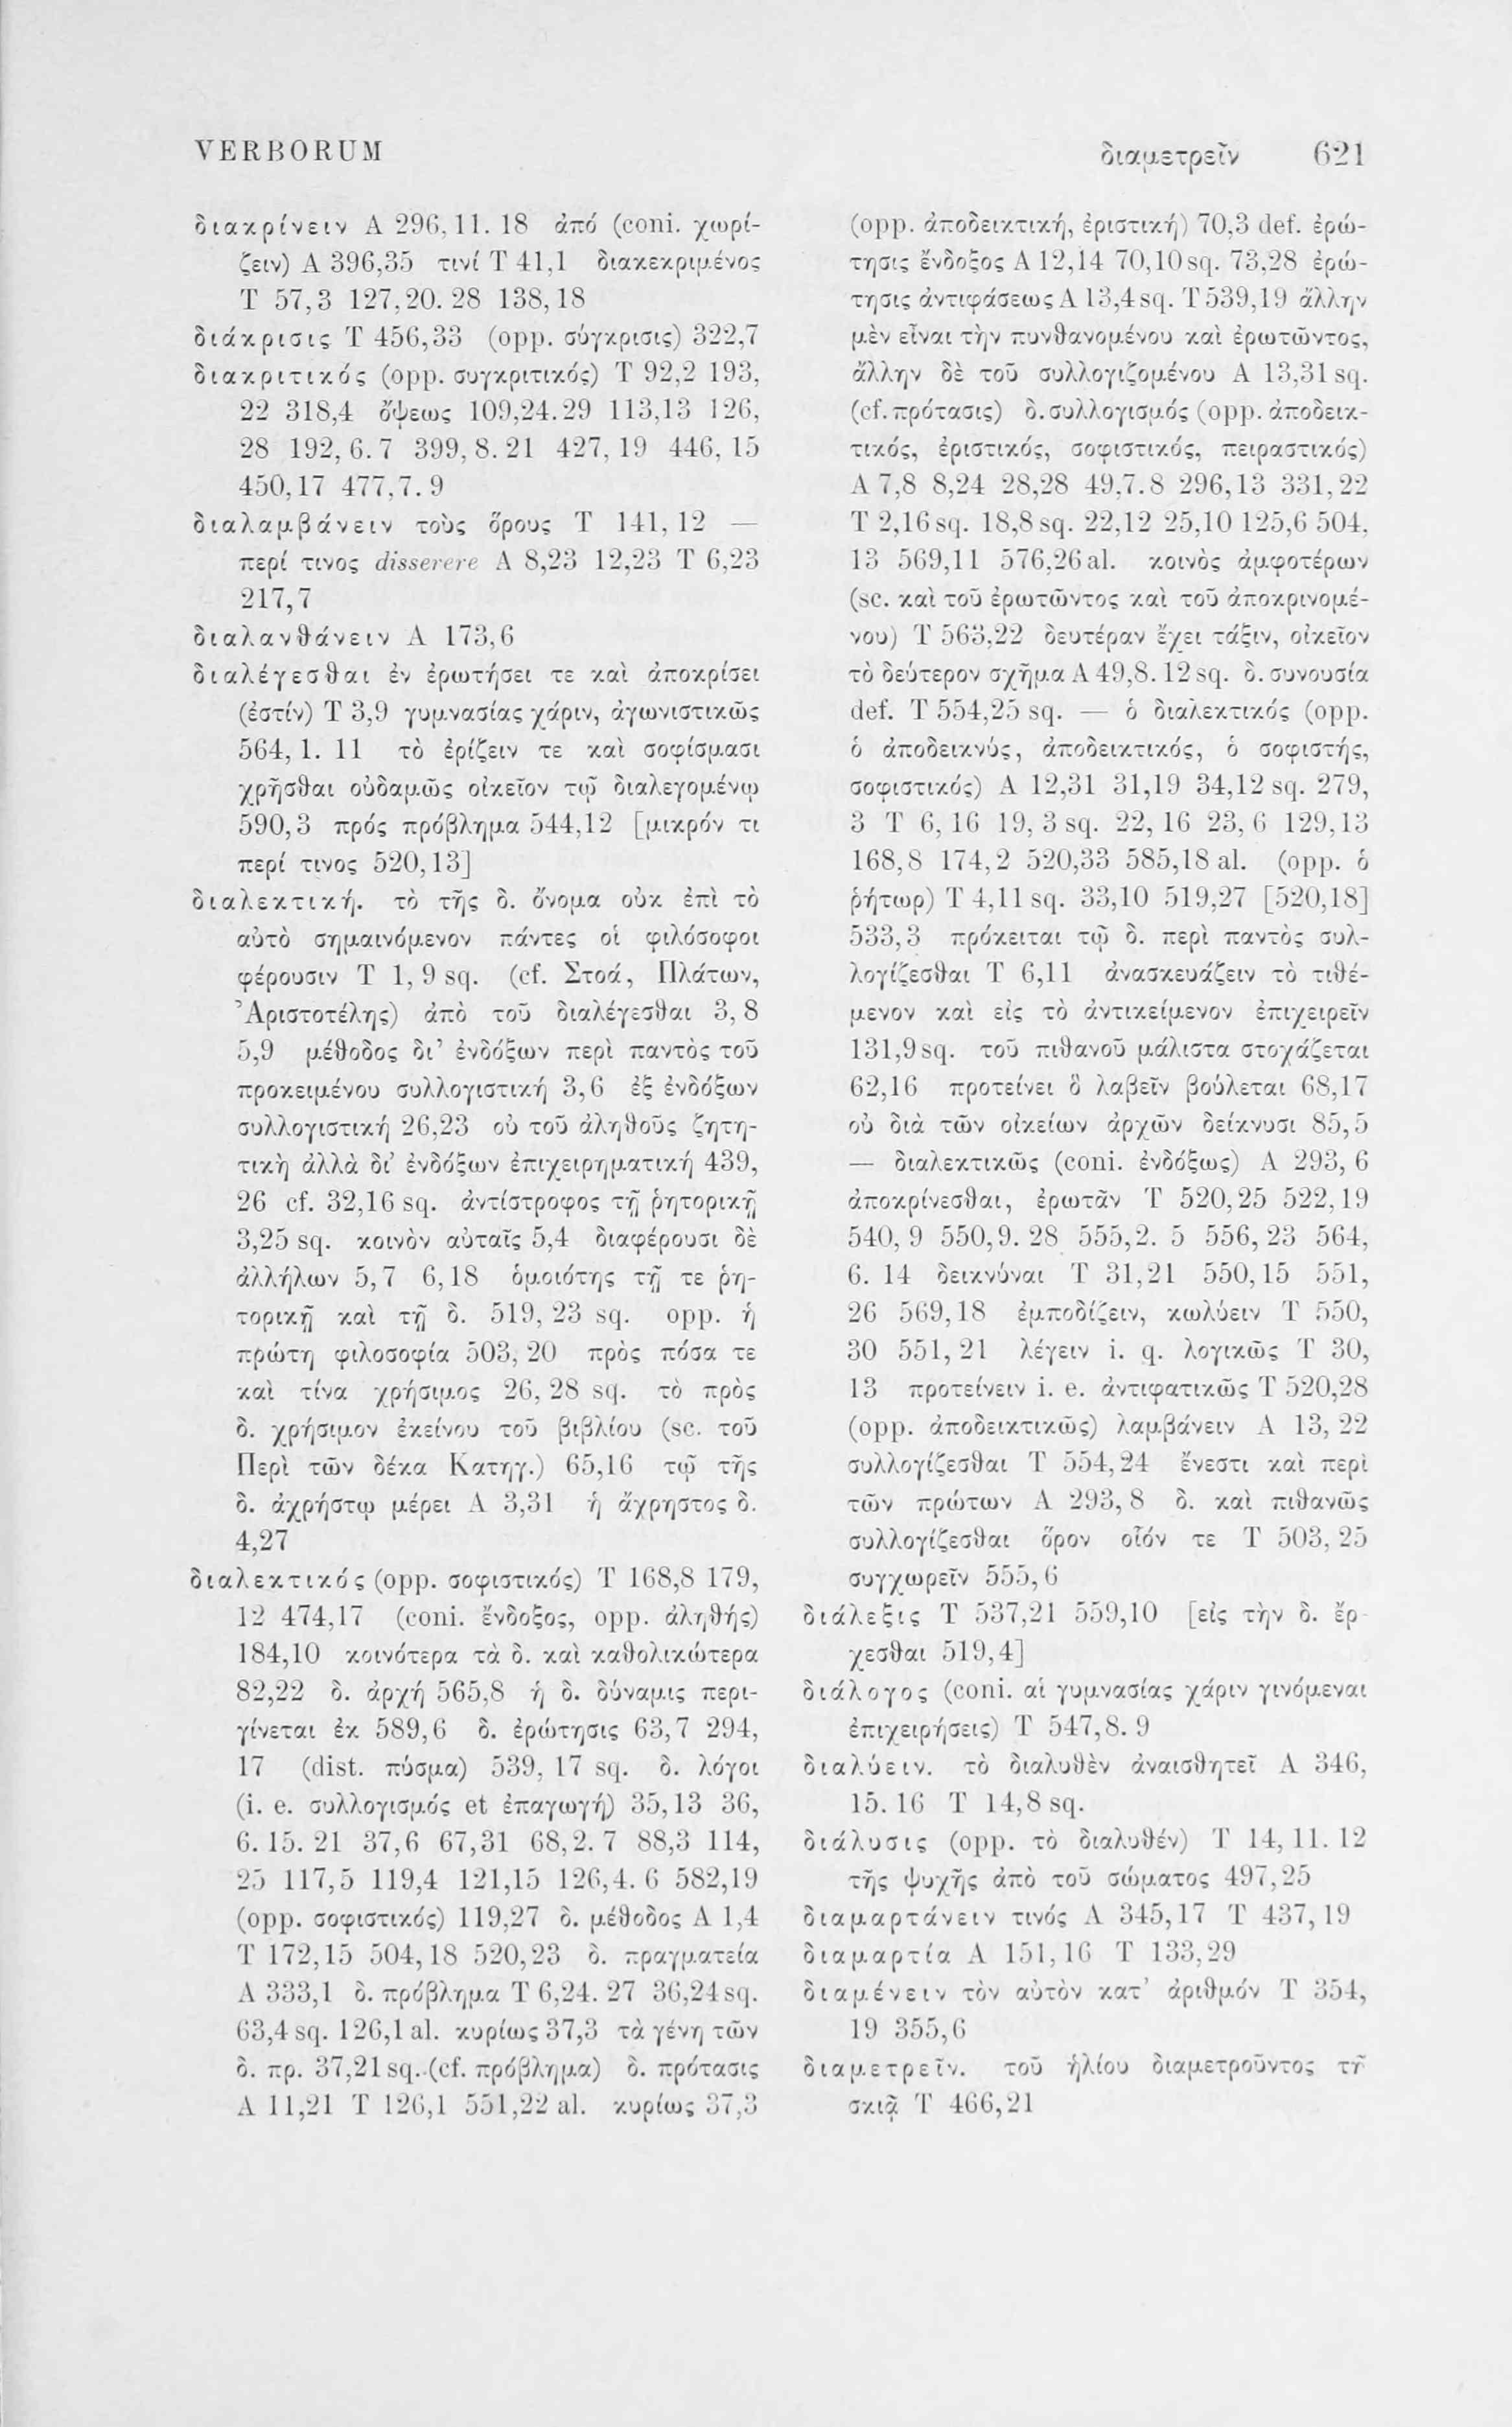 VERBORUM
διαμετρεῖν 621
διακρίνειν A 296,11. 18 ἀπό (coni. χωρί-
ζειν) A 396,35 τινί T 41,1 διακεκριμένος
T 57,3 127,20. 28 138,18
διάκρισις T 456,33 (opp. σύγκρισις) 322,7
διακριτικός (opp. συγκριτικός) T 92,2 193,
22 318,4 ὄψεως 109,24.29 113,13 126,
28 192,6.7 399,8.21 427,19 446,15
450,17 477,7.9
διαλαμβάνειν τοὺς ὅρους T 141,12 —
περί τινος disserere A 8,23 12,23 T 6,23
217,7
διαλανθάνειν A 173,6
διαλέγεσθαι ἐν ἐρωτήσει τε καὶ ἀποκρίσει
(ἐστίν) T 3,9 γυμνασίας χάριν, ἀγωνιστικῶς
564,1. 11 τὸ ἐρίζειν τε καὶ σοφίσμασι
χρῆσθαι οὐδαμῶς οἰκεῖον τῷ διαλεγομένῳ
590,3 πρός πρόβλημα 544,12 [μικρόν τι
περί τινος 520,13]
διαλεκτική. τὸ τῆς δ. ὄνομα οὐκ ἐπὶ τὸ
αὐτὸ σημαινόμενον πάντες οἱ φιλόσοφοι
φέρουσιν T 1,9 sq. (cf. Στοά, Πλάτων,
Ἀριστοτέλης) ἀπὸ τοῦ διαλέγεσθαι 3,8
5,9 μέθοδος δι’ ἐνδόξων περὶ παντὸς τοῦ
προκειμένου συλλογιστική 3,6 ἐξ ἐνδόξων
συλλογιστική 26,23 οὐ τοῦ ἀληθοῦς ζητη-
τικὴ ἀλλὰ δι’ ἐνδόξων ἐπιχειρηματική 439,
26 cf. 32,16 sq. ἀντίστροφος τῇ ῥητορικῇ
3,25 sq. κοινὸν αὐταῖς 5,4 διαφέρουσι δὲ
ἀλλήλων 5,7 6,18 ὁμοιότης τῇ τε ῥη-
τορικῇ καὶ τῇ δ. 519,23 sq. opp. ἡ
πρώτη φιλοσοφία 503,20 πρὸς πόσα τε
καὶ τίνα χρήσιμος 26,28 sq. τὸ πρὸς
δ. χρήσιμον ἐκείνου τοῦ βιβλίου (sc. τοῦ
Περὶ τῶν δέκα Κατηγ.) 65,16 τῷ τῆς
δ. ἀχρήστῳ μέρει A 3,31 ἡ ἄχρηστος δ.
4,27
διαλεκτικός (opp. σοφιστικός) T 168,8 179,
12 474,17 (coni. ἔνδοξος, opp. ἀληθής)
184,10 κοινότερα τὰ δ. καὶ καθολικώτερα
82,22 δ. ἀρχή 565,8 ἡ δ. δύναμις περι-
γίνεται ἐκ 589,6 δ. ἐρώτησις 63,7 294,
17 (dist. πύσμα) 539,17 sq. δ. λόγοι
(i. e. συλλογισμός et ἐπαγωγή) 35,13 36,
6. 15. 21 37,6 67,31 68,2. 7 88,3 114,
25 117,5 119,4 121,15 126,4. 6 582,19
(opp. σοφιστικός) 119,27 δ. μέθοδος A 1,4
T 172,15 504,18 520,23 δ. πραγματεία
A 333,1 δ. πρόβλημα T 6,24. 27 36,24 sq.
63,4 sq. 126,1 al. κυρίως 37,3 τὰ γένη τῶν
δ. πρ. 37,21 sq. (cf. πρόβλημα) δ. πρότασις
A 11,21 T 126,1 551,22 al. κυρίως 37,3
(opp. ἀποδεικτική, ἐριστική) 70,3 def. ἐρώ-
τησις ἔνδοξος A 12,14 70,10 sq. 73,28 ἐρώ-
τησις ἀντιφάσεως A 13,4 sq. T 539,19 ἄλλην
μὲν εἶναι τὴν πυνθανομένου καὶ ἐρωτῶντος,
ἄλλην δὲ τοῦ συλλογιζομένου A 13,31 sq.
(cf. πρότασις) δ. συλλογισμός (opp. ἀποδεικ-
τικός, ἐριστικός, σοφιστικός, πειραστικός)
A 7,8 8,24 28,28 49,7.8 296,13 331,22
T 2,16 sq. 18,8 sq. 22,12 25,10 125,6 504,
13 569,11 576,26 al. κοινὸς ἀμφοτέρων
(sc. καὶ τοῦ ἐρωτῶντος καὶ τοῦ ἀποκρινομέ-
νου) T 563,22 δευτέραν ἔχει τάξιν, οἰκεῖον
τὸ δεύτερον σχῆμα A 49,8. 12 sq. δ. συνουσία
def. T 554,25 sq. — ὁ διαλεκτικός (opp.
ὁ ἀποδεικνύς, ἀποδεικτικός, ὁ σοφιστής,
σοφιστικός) A 12,31 31,19 34,12 sq. 279,
3 T 6,16 19,3 sq. 22,16 23,6 129,13
168,8 174,2 520,33 585,18 al. (opp. ὁ
ῥήτωρ) T 4,11 sq. 33,10 519,27 [520,18]
533,3 πρόκειται τῷ δ. περὶ παντὸς συλ-
λογίζεσθαι T 6,11 ἀνασκευάζειν τὸ τιθέ-
μενον καὶ εἰς τὸ ἀντικείμενον ἐπιχειρεῖν
131,9 sq. τοῦ πιθανοῦ μάλιστα στοχάζεται
62,16 προτείνει ὃ λαβεῖν βούλεται 68,17
οὐ διὰ τῶν οἰκείων ἀρχῶν δείκνυσι 85,5
— διαλεκτικῶς (coni. ἐνδόξως) A 293,6
ἀποκρίνεσθαι, ἐρωτᾶν T 520,25 522,19
540,9 550,9. 28 555,2. 5 556,23 564,
6. 14 δεικνύναι T 31,21 550,15 551,
26 569,18 ἐμποδίζειν, κωλύειν T 550,
30 551,21 λέγειν i. q. λογικῶς T 30,
13 προτείνειν i. e. ἀντιφατικῶς T 520,28
(opp. ἀποδεικτικῶς) λαμβάνειν A 13,22
συλλογίζεσθαι T 554,24 ἔνεστι καὶ περὶ
τῶν πρώτων A 293,8 δ. καὶ πιθανῶς
συλλογίζεσθαι ὅρον οἷόν τε T 503,25
συγχωρεῖν 555,6
διάλεξις T 537,21 559,10 [εἰς τὴν δ. ἔρ-
χεσθαι 519,4]
διάλογος (coni. αἱ γυμνασίας χάριν γινόμεναι
ἐπιχειρήσεις) T 547,8. 9
διαλύειν. τὸ διαλυθὲν ἀναισθητεῖ A 346,
15. 16 T 14,8 sq.
διάλυσις (opp. τὸ διαλυθέν) T 14,11. 12
τῆς ψυχῆς ἀπὸ τοῦ σώματος 497,25
διαμαρτάνειν τινός A 345,17 T 437,19
διαμαρτία A 151,16 T 133,29
διαμένειν τὸν αὐτὸν κατ’ ἀριθμόν T 354,
19 355,6
διαμετρεῖν. τοῦ ἡλίου διαμετροῦντος τῇ
σκιᾷ T 466,21